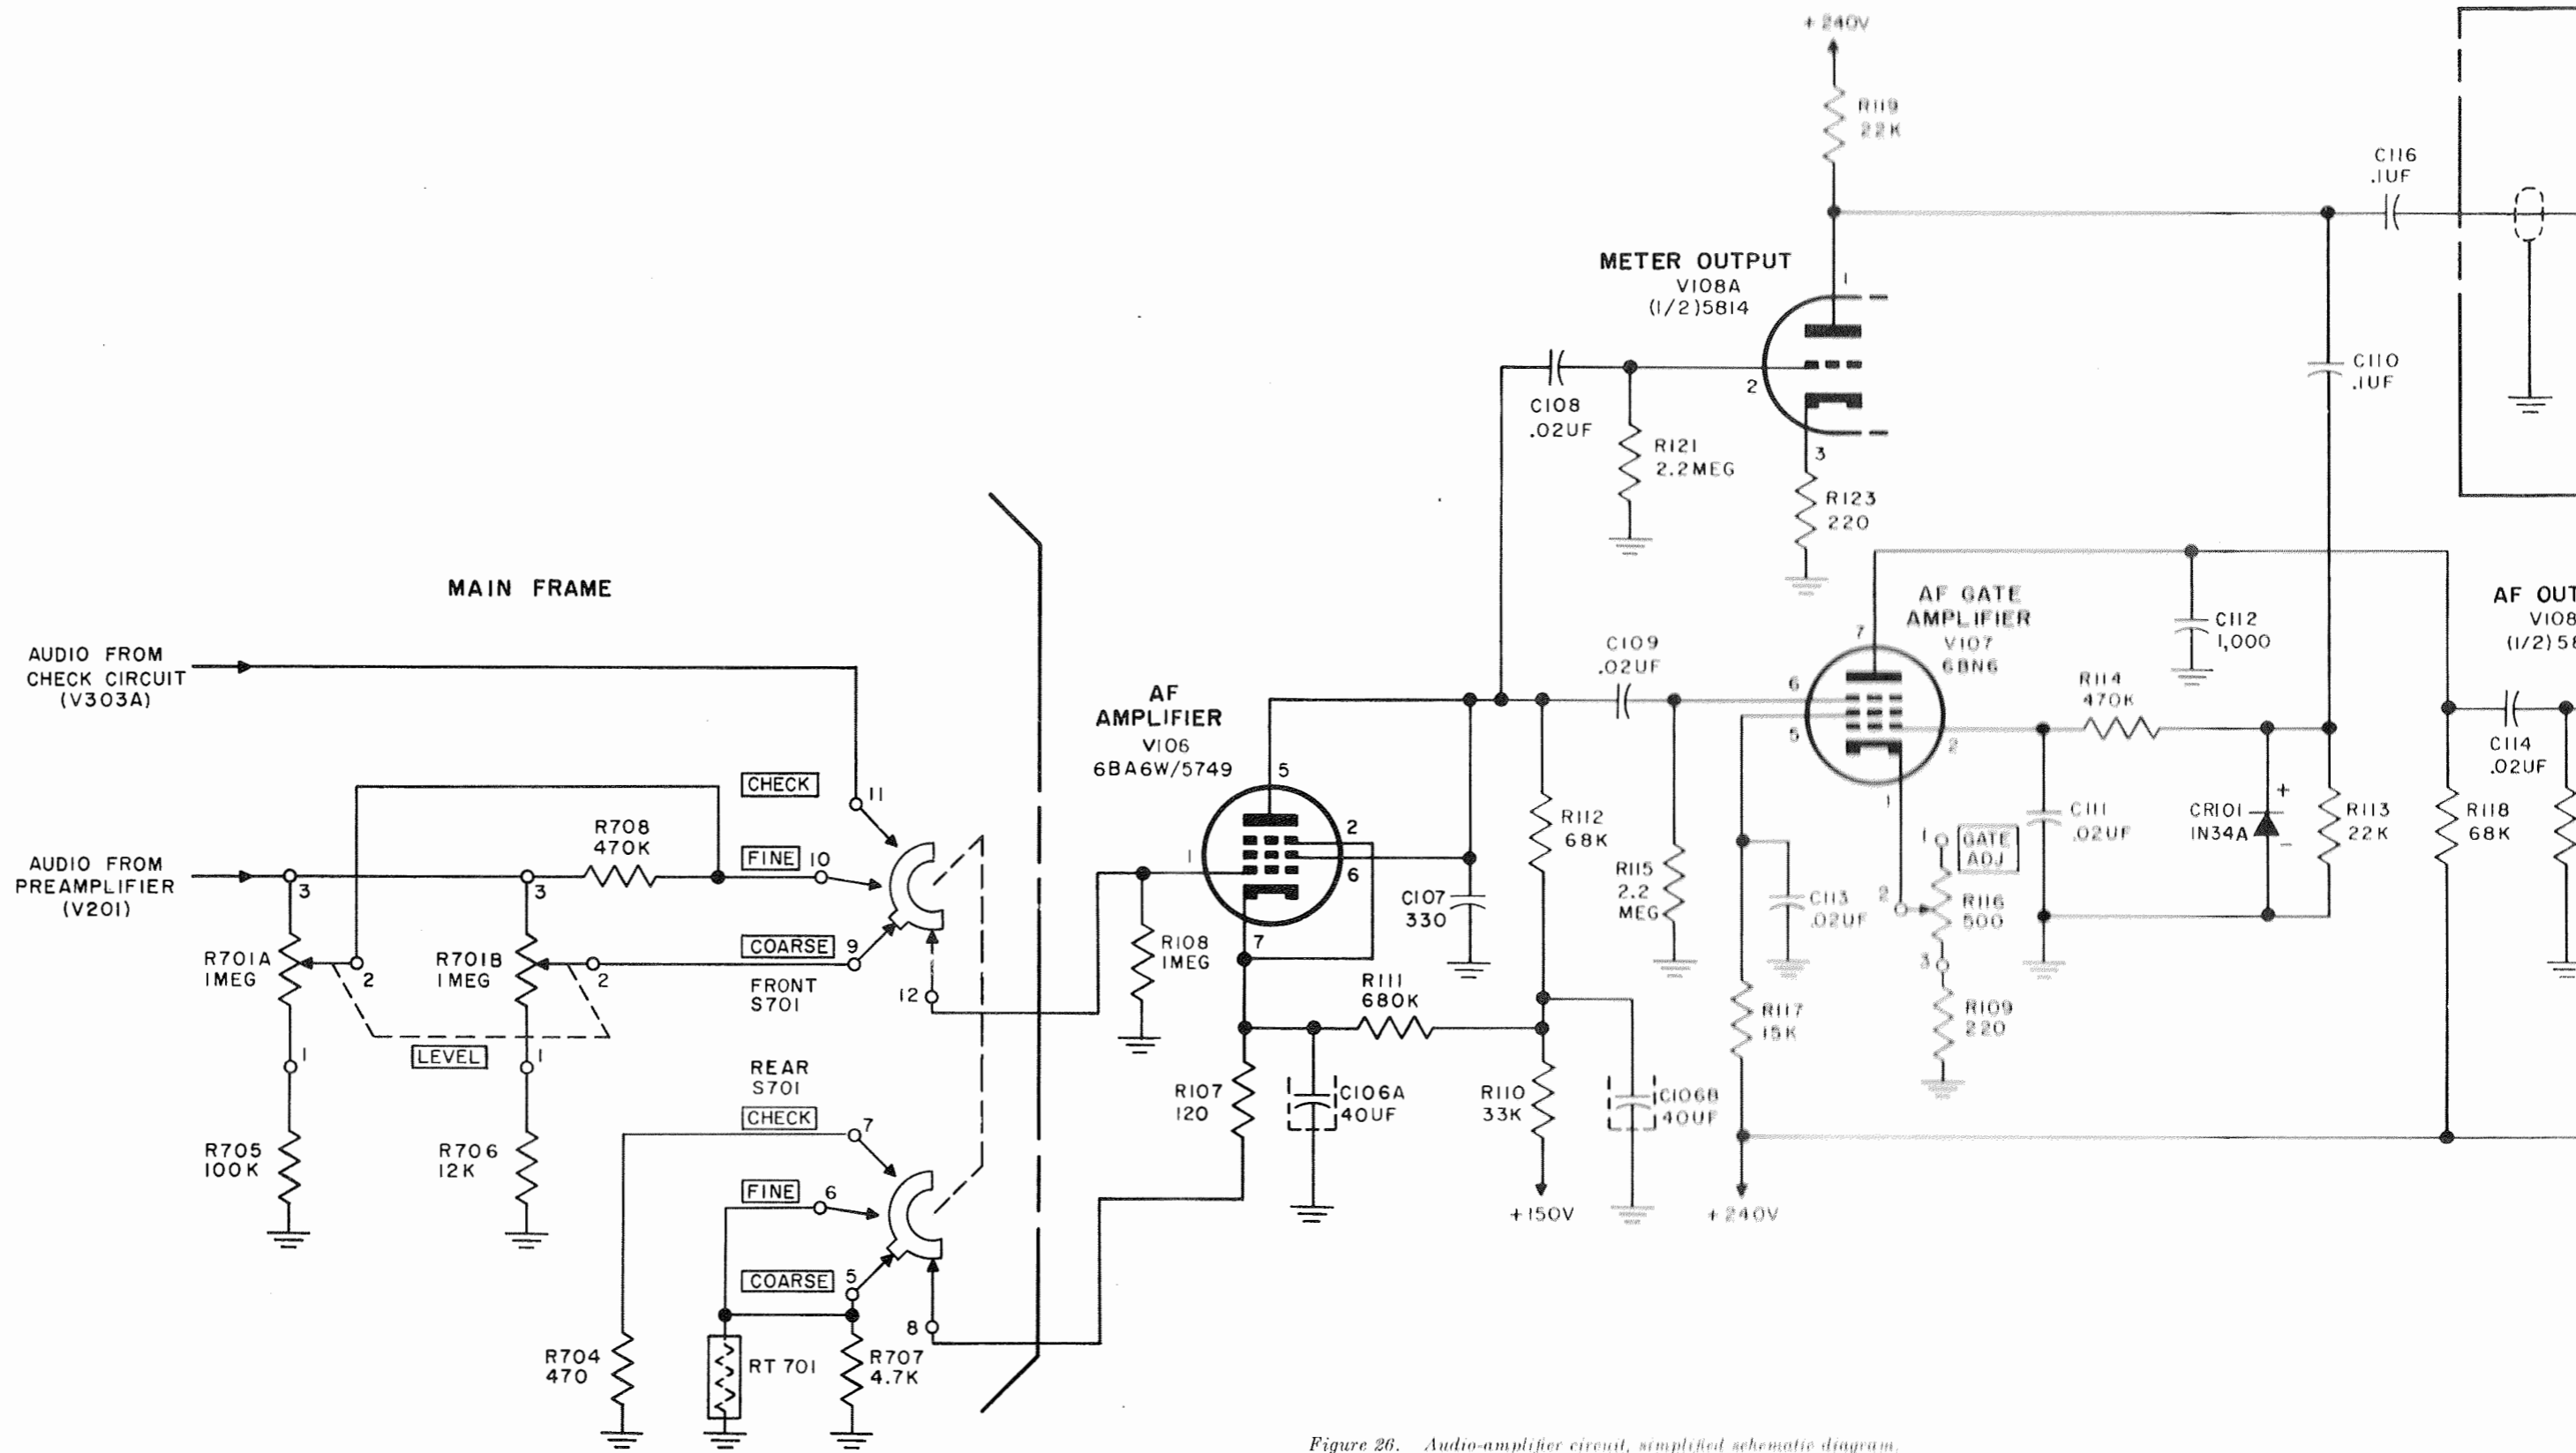 +240V
R119
22K
C116
.1UF
METER OUTPUT
V108A
(1/2)5814
1
2
3
C108
.02UF
R121
2.2MEG
R123
220
C110
.1UF
MAIN FRAME
AUDIO FROM
CHECK CIRCUIT
(V303A)
AUDIO FROM
PREAMPLIFIER
(V201)
3
R701A
1MEG
2
1
R705
100K
3
R701B
1MEG
2
1
R706
12K
LEVEL
R708
470K
CHECK
11
FINE
10
COARSE
9
FRONT
S701
12
REAR
S701
CHECK
7
FINE
6
COARSE
5
8
R704
470
RT 701
R707
4.7K
AF
AMPLIFIER
V106
6BA6W/5749
5
1
2
6
7
R108
1MEG
C107
330
R111
680K
R107
120
C106A
40UF
R112
68K
R110
33K
+150V
C106B
40UF
C109
.02UF
R115
2.2
MEG
AF GATE
AMPLIFIER
V107
6BN6
7
6
5
2
1
C113
.02UF
R117
15K
+240V
1
GATE
ADJ
2
R116
500
3
R109
220
C111
.02UF
R114
470K
C112
1,000
CR101
1N34A
+
-
R113
22K
R118
68K
AF OUT
V108
(1/2)58
C114
.02UF
Figure 26. Audio-amplifier circuit, simplified schematic diagram.